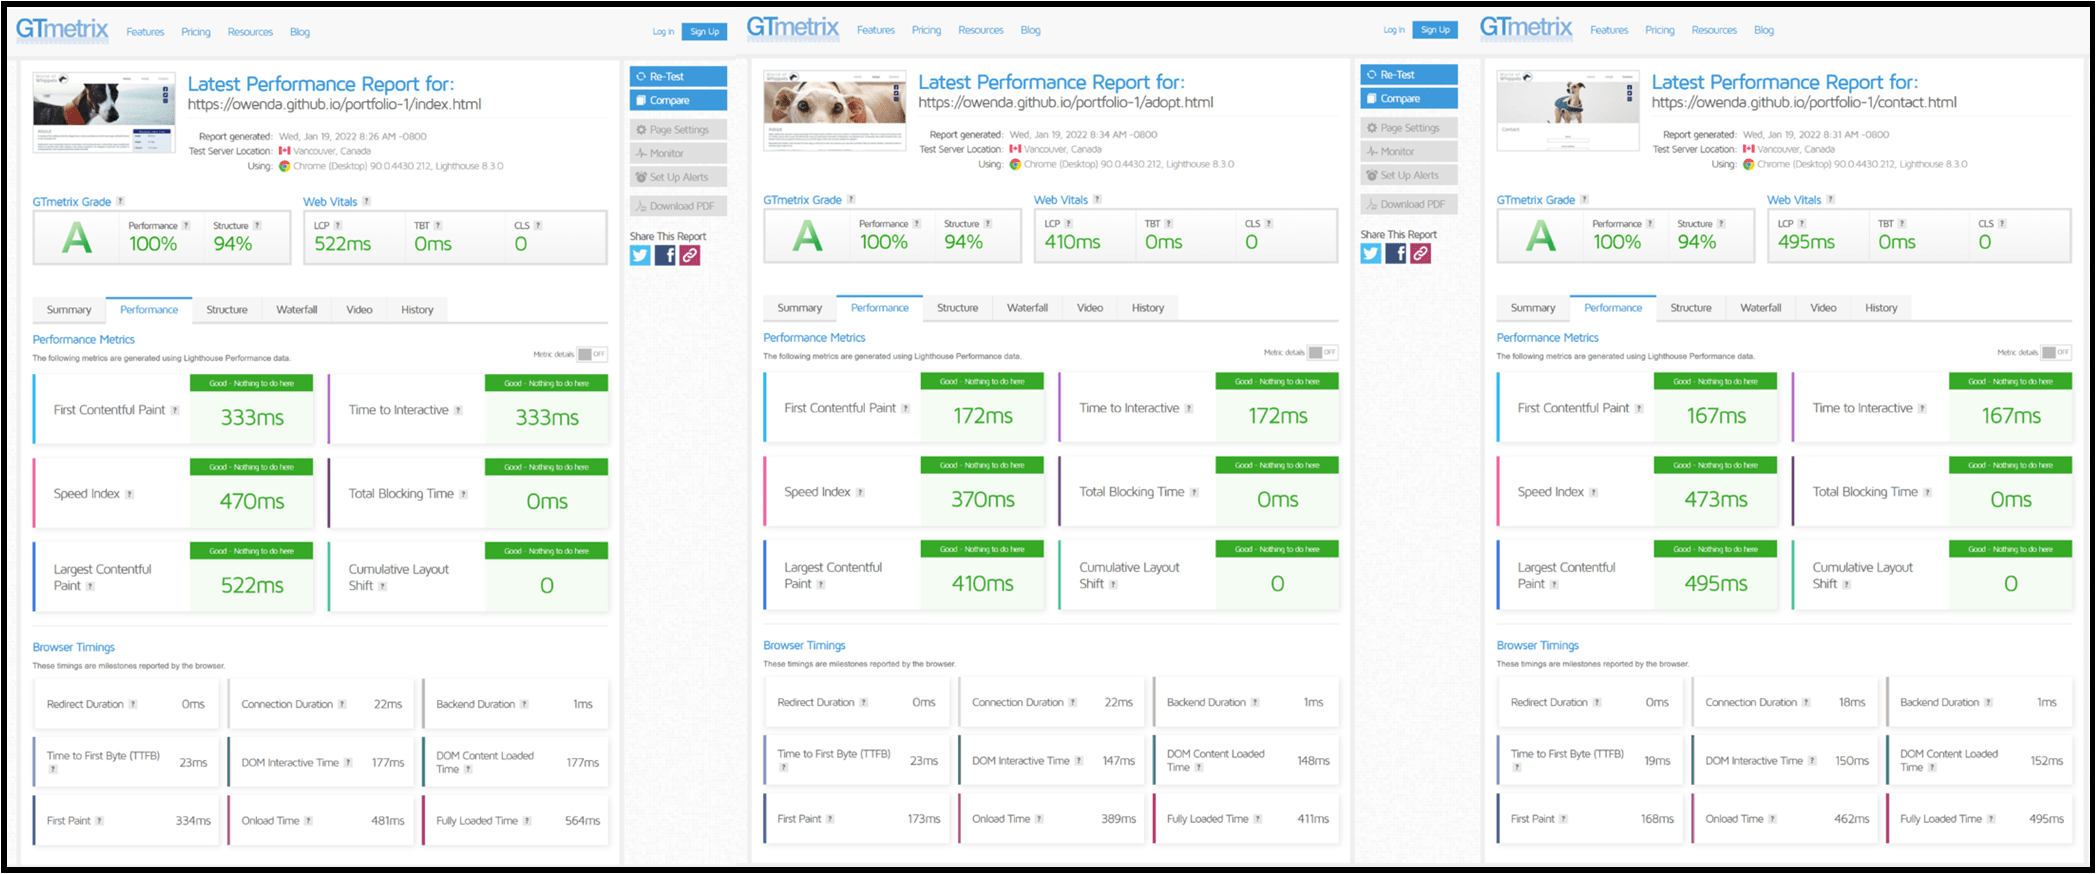 GTmetrix Features Pricing Resources Blog Log in Sign Up
Latest Performance Report for:
https://owenda.github.io/portfolio-1/index.html
Report generated: Wed, Jan 19, 2022 8:26 AM -0800
Test Server Location: Vancouver, Canada
Using: Chrome (Desktop) 90.0.4430.212, Lighthouse 8.3.0
Re-Test
Compare
Page Settings
Monitor
Set Up Alerts
Download PDF
Share This Report
GTmetrix Grade ? Web Vitals ?
A Performance ? Structure ? LCP ? TBT ? CLS ?
100% 94% 522ms 0ms 0
Summary Performance Structure Waterfall Video History
Performance Metrics
The following metrics are generated using Lighthouse Performance data. Metric details OFF
Good - Nothing to do here Good - Nothing to do here
First Contentful Paint ? 333ms Time to Interactive ? 333ms
Good - Nothing to do here Good - Nothing to do here
Speed Index ? 470ms Total Blocking Time ? 0ms
Good - Nothing to do here Good - Nothing to do here
Largest Contentful Paint ? 522ms Cumulative Layout Shift ? 0
Browser Timings
These timings are milestones reported by the browser.
Redirect Duration ? 0ms Connection Duration ? 22ms Backend Duration ? 1ms
Time to First Byte (TTFB) ? 23ms DOM Interactive Time ? 177ms DOM Content Loaded Time ? 177ms
First Paint ? 334ms Onload Time ? 481ms Fully Loaded Time ? 564ms
GTmetrix Features Pricing Resources Blog Log in Sign Up
Latest Performance Report for:
https://owenda.github.io/portfolio-1/adopt.html
Report generated: Wed, Jan 19, 2022 8:34 AM -0800
Test Server Location: Vancouver, Canada
Using: Chrome (Desktop) 90.0.4430.212, Lighthouse 8.3.0
Re-Test
Compare
Page Settings
Monitor
Set Up Alerts
Download PDF
Share This Report
GTmetrix Grade ? Web Vitals ?
A Performance ? Structure ? LCP ? TBT ? CLS ?
100% 94% 410ms 0ms 0
Summary Performance Structure Waterfall Video History
Performance Metrics
The following metrics are generated using Lighthouse Performance data. Metric details OFF
Good - Nothing to do here Good - Nothing to do here
First Contentful Paint ? 172ms Time to Interactive ? 172ms
Good - Nothing to do here Good - Nothing to do here
Speed Index ? 370ms Total Blocking Time ? 0ms
Good - Nothing to do here Good - Nothing to do here
Largest Contentful Paint ? 410ms Cumulative Layout Shift ? 0
Browser Timings
These timings are milestones reported by the browser.
Redirect Duration ? 0ms Connection Duration ? 22ms Backend Duration ? 1ms
Time to First Byte (TTFB) ? 23ms DOM Interactive Time ? 147ms DOM Content Loaded Time ? 148ms
First Paint ? 173ms Onload Time ? 389ms Fully Loaded Time ? 411ms
GTmetrix Features Pricing Resources Blog
Latest Performance Report for:
https://owenda.github.io/portfolio-1/contact.html
Report generated: Wed, Jan 19, 2022 8:31 AM -0800
Test Server Location: Vancouver, Canada
Using: Chrome (Desktop) 90.0.4430.212, Lighthouse 8.3.0
GTmetrix Grade ? Web Vitals ?
A Performance ? Structure ? LCP ? TBT ? CLS ?
100% 94% 495ms 0ms 0
Summary Performance Structure Waterfall Video History
Performance Metrics
The following metrics are generated using Lighthouse Performance data. Metric details OFF
Good - Nothing to do here Good - Nothing to do here
First Contentful Paint ? 167ms Time to Interactive ? 167ms
Good - Nothing to do here Good - Nothing to do here
Speed Index ? 473ms Total Blocking Time ? 0ms
Good - Nothing to do here Good - Nothing to do here
Largest Contentful Paint ? 495ms Cumulative Layout Shift ? 0
Browser Timings
These timings are milestones reported by the browser.
Redirect Duration ? 0ms Connection Duration ? 18ms Backend Duration ? 1ms
Time to First Byte (TTFB) ? 19ms DOM Interactive Time ? 150ms DOM Content Loaded Time ? 152ms
First Paint ? 168ms Onload Time ? 462ms Fully Loaded Time ? 495ms